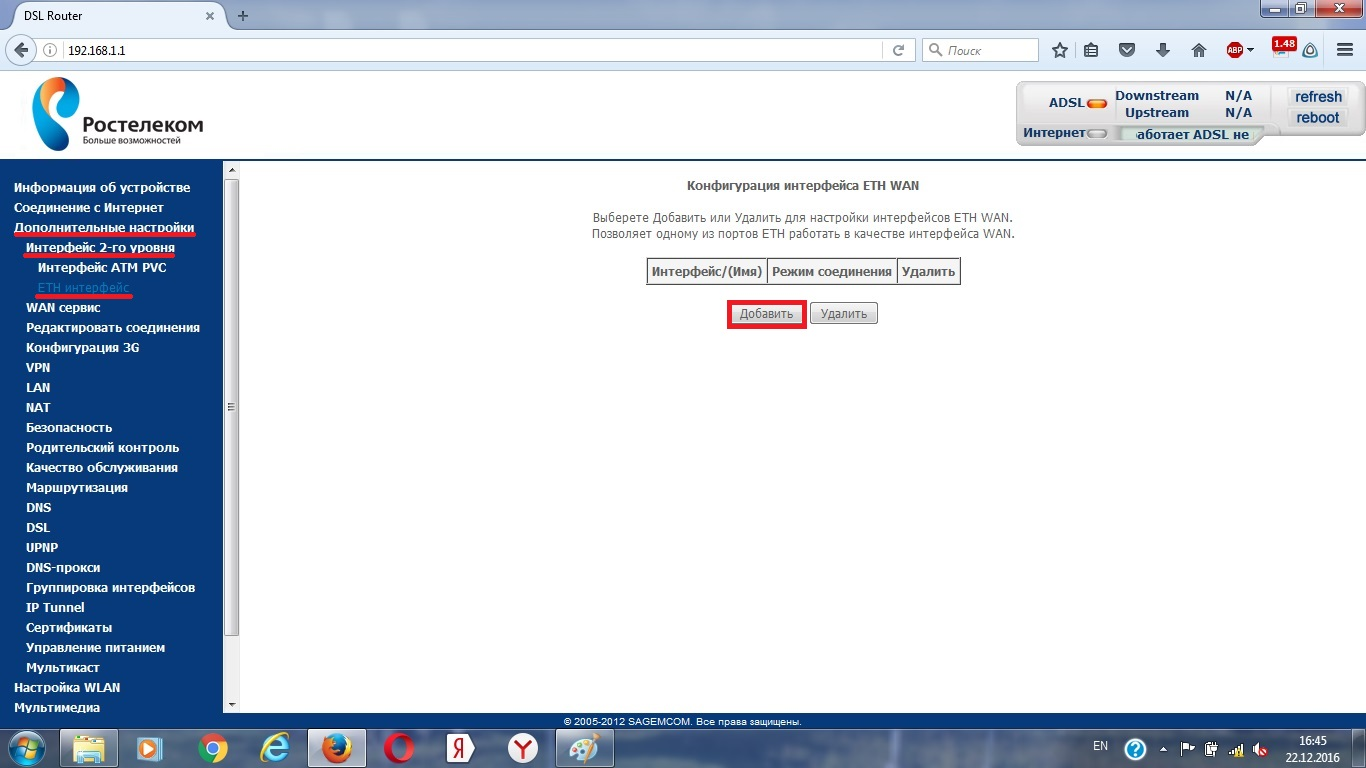 DSL Router
192.168.1.1
Поиск
ABP
1.48
Ростелеком
Больше возможностей
ADSL Downstream N/A
Upstream N/A
Интернет аботает ADSL не
refresh
reboot
Информация об устройстве
Соединение с Интернет
Дополнительные настройки
Интерфейс 2-го уровня
Интерфейс ATM PVC
ETH интерфейс
WAN сервис
Редактировать соединения
Конфигурация 3G
VPN
LAN
NAT
Безопасность
Родительский контроль
Качество обслуживания
Маршрутизация
DNS
DSL
UPNP
DNS-прокси
Группировка интерфейсов
IP Tunnel
Сертификаты
Управление питанием
Мультикаст
Настройка WLAN
Мультимедиа
Конфигурация интерфейса ETH WAN
Выберете Добавить или Удалить для настройки интерфейсов ETH WAN.
Позволяет одному из портов ETH работать в качестве интерфейса WAN.
Интерфейс/(Имя) Режим соединения Удалить
Добавить Удалить
© 2005-2012 SAGEMCOM. Все права защищены.
EN
16:45
22.12.2016